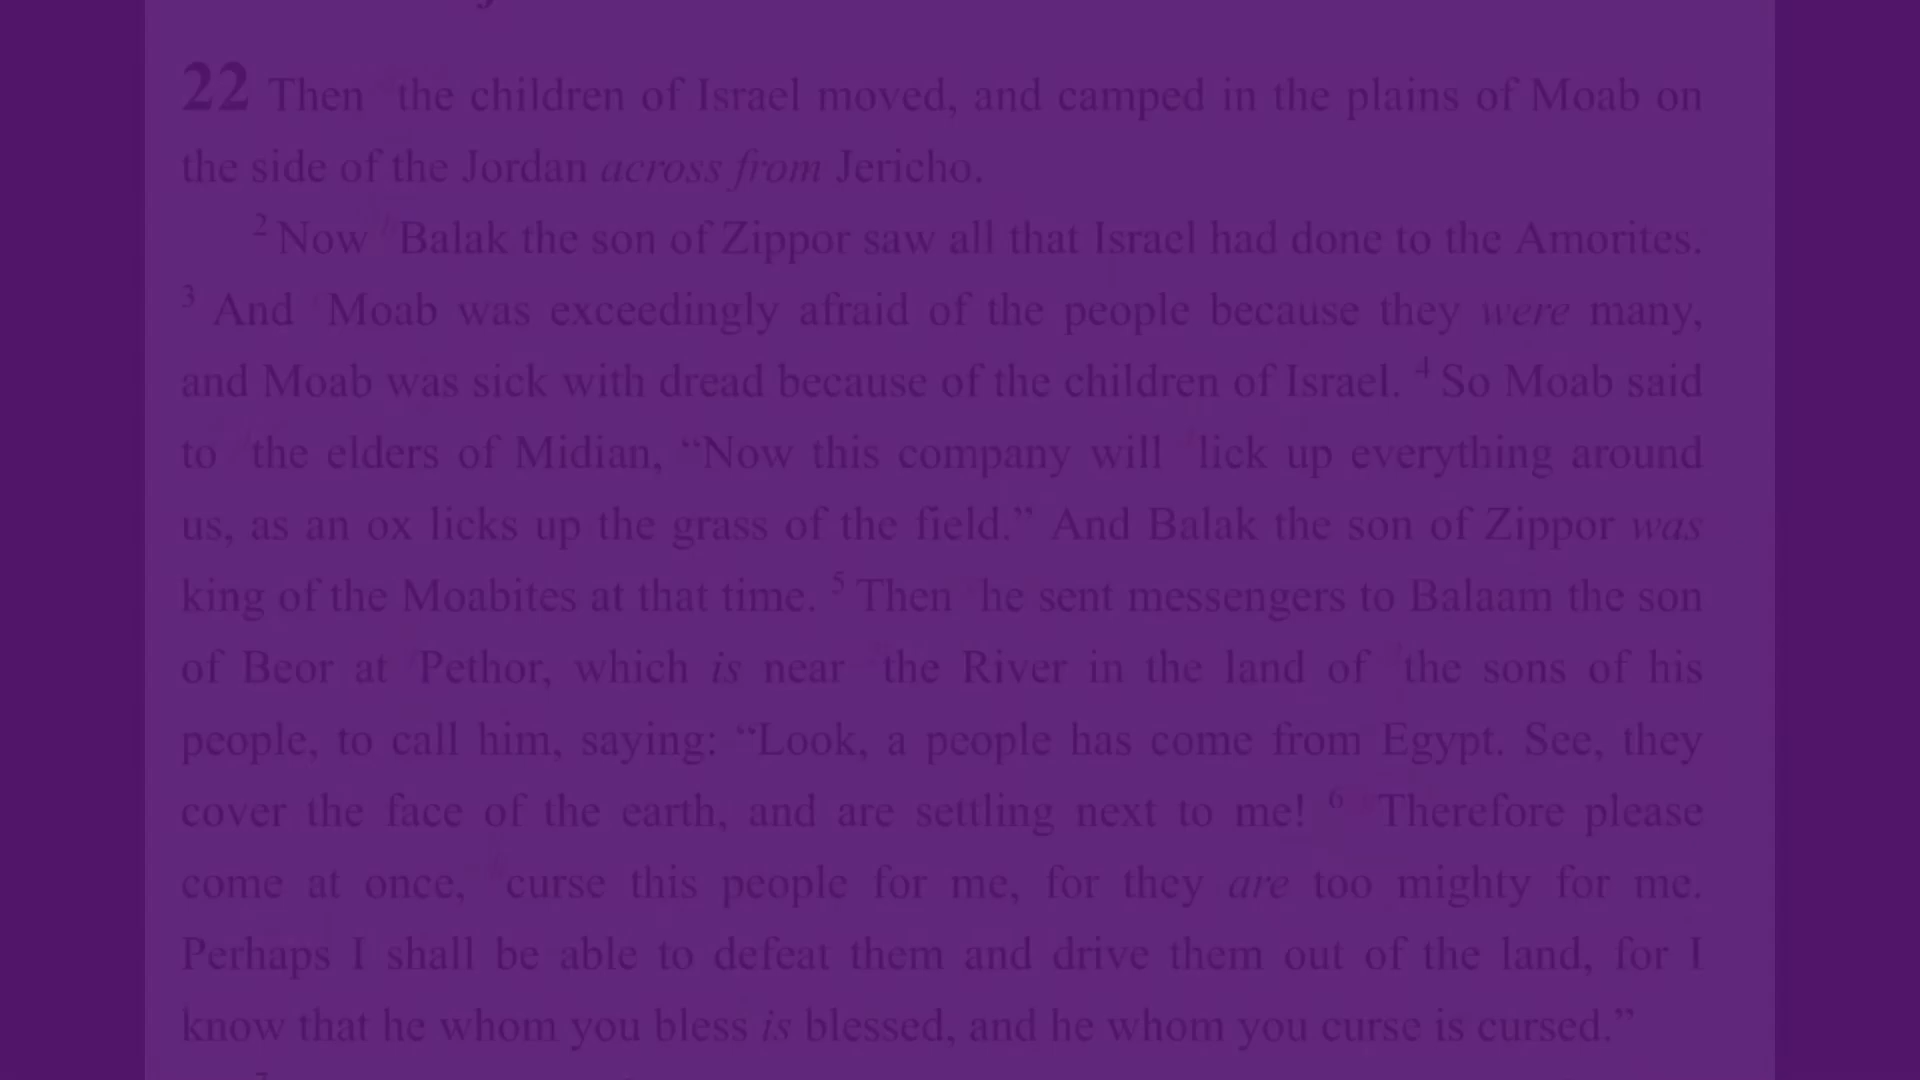 22 Then the children of Israel moved, and camped in the plains of Moab on
the side of the Jordan across from Jericho.
2 Now Balak the son of Zippor saw all that Israel had done to the Amorites.
3 And Moab was exceedingly afraid of the people because they were many,
and Moab was sick with dread because of the children of Israel. 4 So Moab said
to the elders of Midian, “Now this company will lick up everything around
us, as an ox licks up the grass of the field.” And Balak the son of Zippor was
king of the Moabites at that time. 5 Then he sent messengers to Balaam the son
of Beor at Pethor, which is near the River in the land of the sons of his
people, to call him, saying: “Look, a people has come from Egypt. See, they
cover the face of the earth, and are settling next to me! 6 Therefore please
come at once, curse this people for me, for they are too mighty for me.
Perhaps I shall be able to defeat them and drive them out of the land, for I
know that he whom you bless is blessed, and he whom you curse is cursed.”